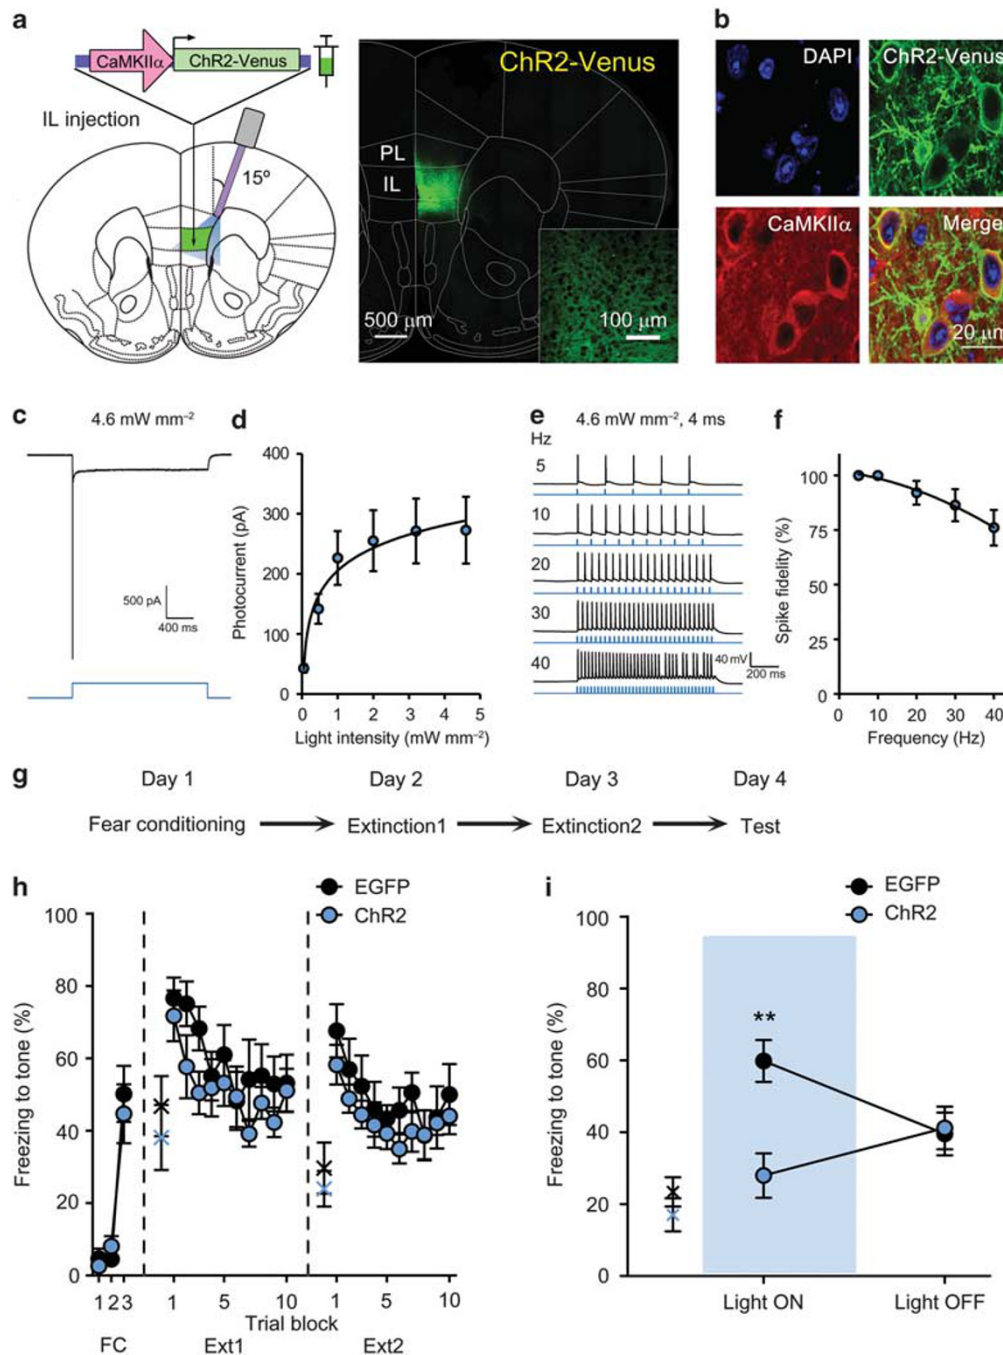 a
CaMKIIα
ChR2-Venus
IL injection
15º
ChR2-Venus
PL
IL
500 μm
100 μm
b
DAPI
ChR2-Venus
CaMKIIα
Merge
20 μm
c
4.6 mW mm⁻²
500 pA
400 ms
d
Photocurrent (pA)
400
300
200
100
0
0 1 2 3 4 5
Light intensity (mW mm⁻²)
e
4.6 mW mm⁻², 4 ms
Hz
5
10
20
30
40
40 mV
200 ms
f
Spike fidelity (%)
100
75
50
25
0
0 10 20 30 40
Frequency (Hz)
g
Day 1 Day 2 Day 3 Day 4
Fear conditioning Extinction1 Extinction2 Test
h
EGFP
ChR2
Freezing to tone (%)
100
80
60
40
20
0
1 2 3 1 5 10 1 5 10
Trial block
FC Ext1 Ext2
i
EGFP
ChR2
Freezing to tone (%)
100
80
60
40
20
0
**
Light ON Light OFF